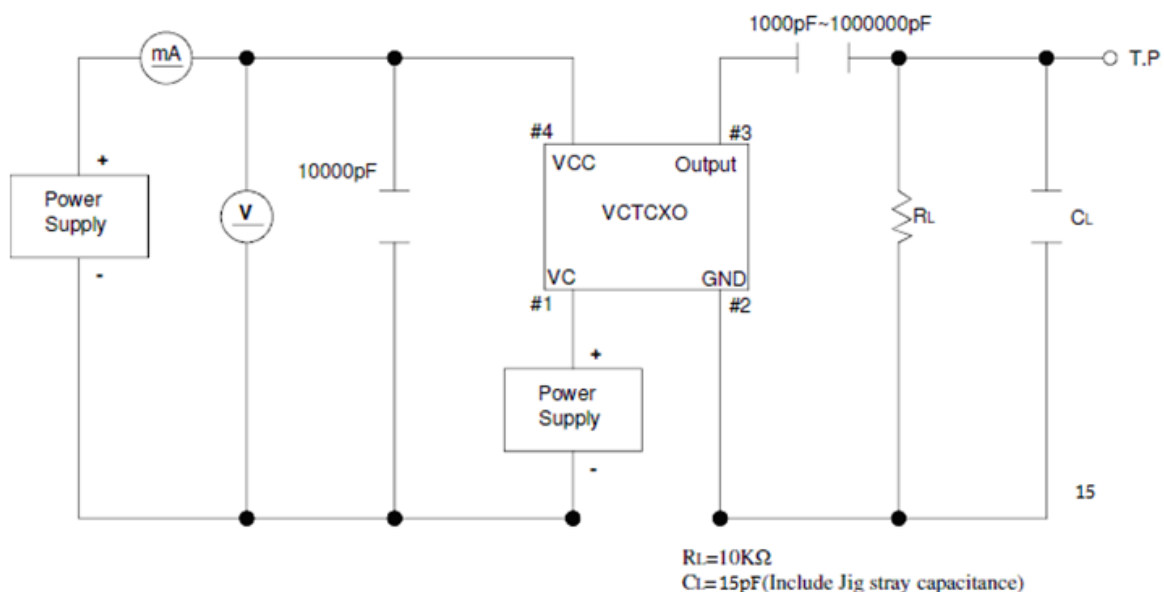 1000pF~1000000pF
mA
T.P
#4
#3
+
VCC
Output
10000pF
Power
Supply
V
VCTCXO
RL
CL
-
VC
GND
#1
#2
+
Power
Supply
-
15
RL=10KΩ
CL=15pF(Include Jig stray capacitance)